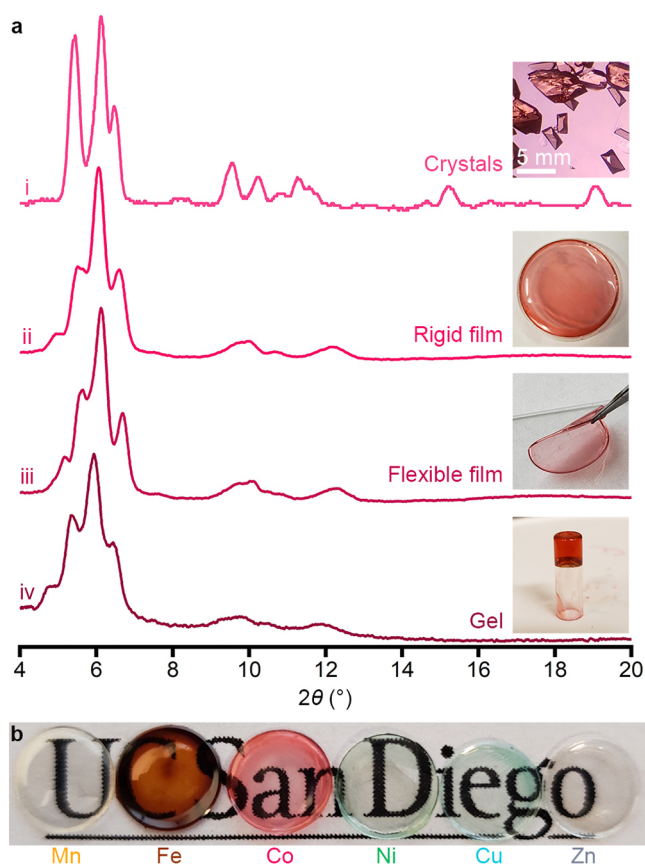 a
i
Crystals
5 mm
ii
Rigid film
iii
Flexible film
iv
Gel
4 6 8 10 12 14 16 18 20
2θ (°)
b
UC San Diego
Mn Fe Co Ni Cu Zn